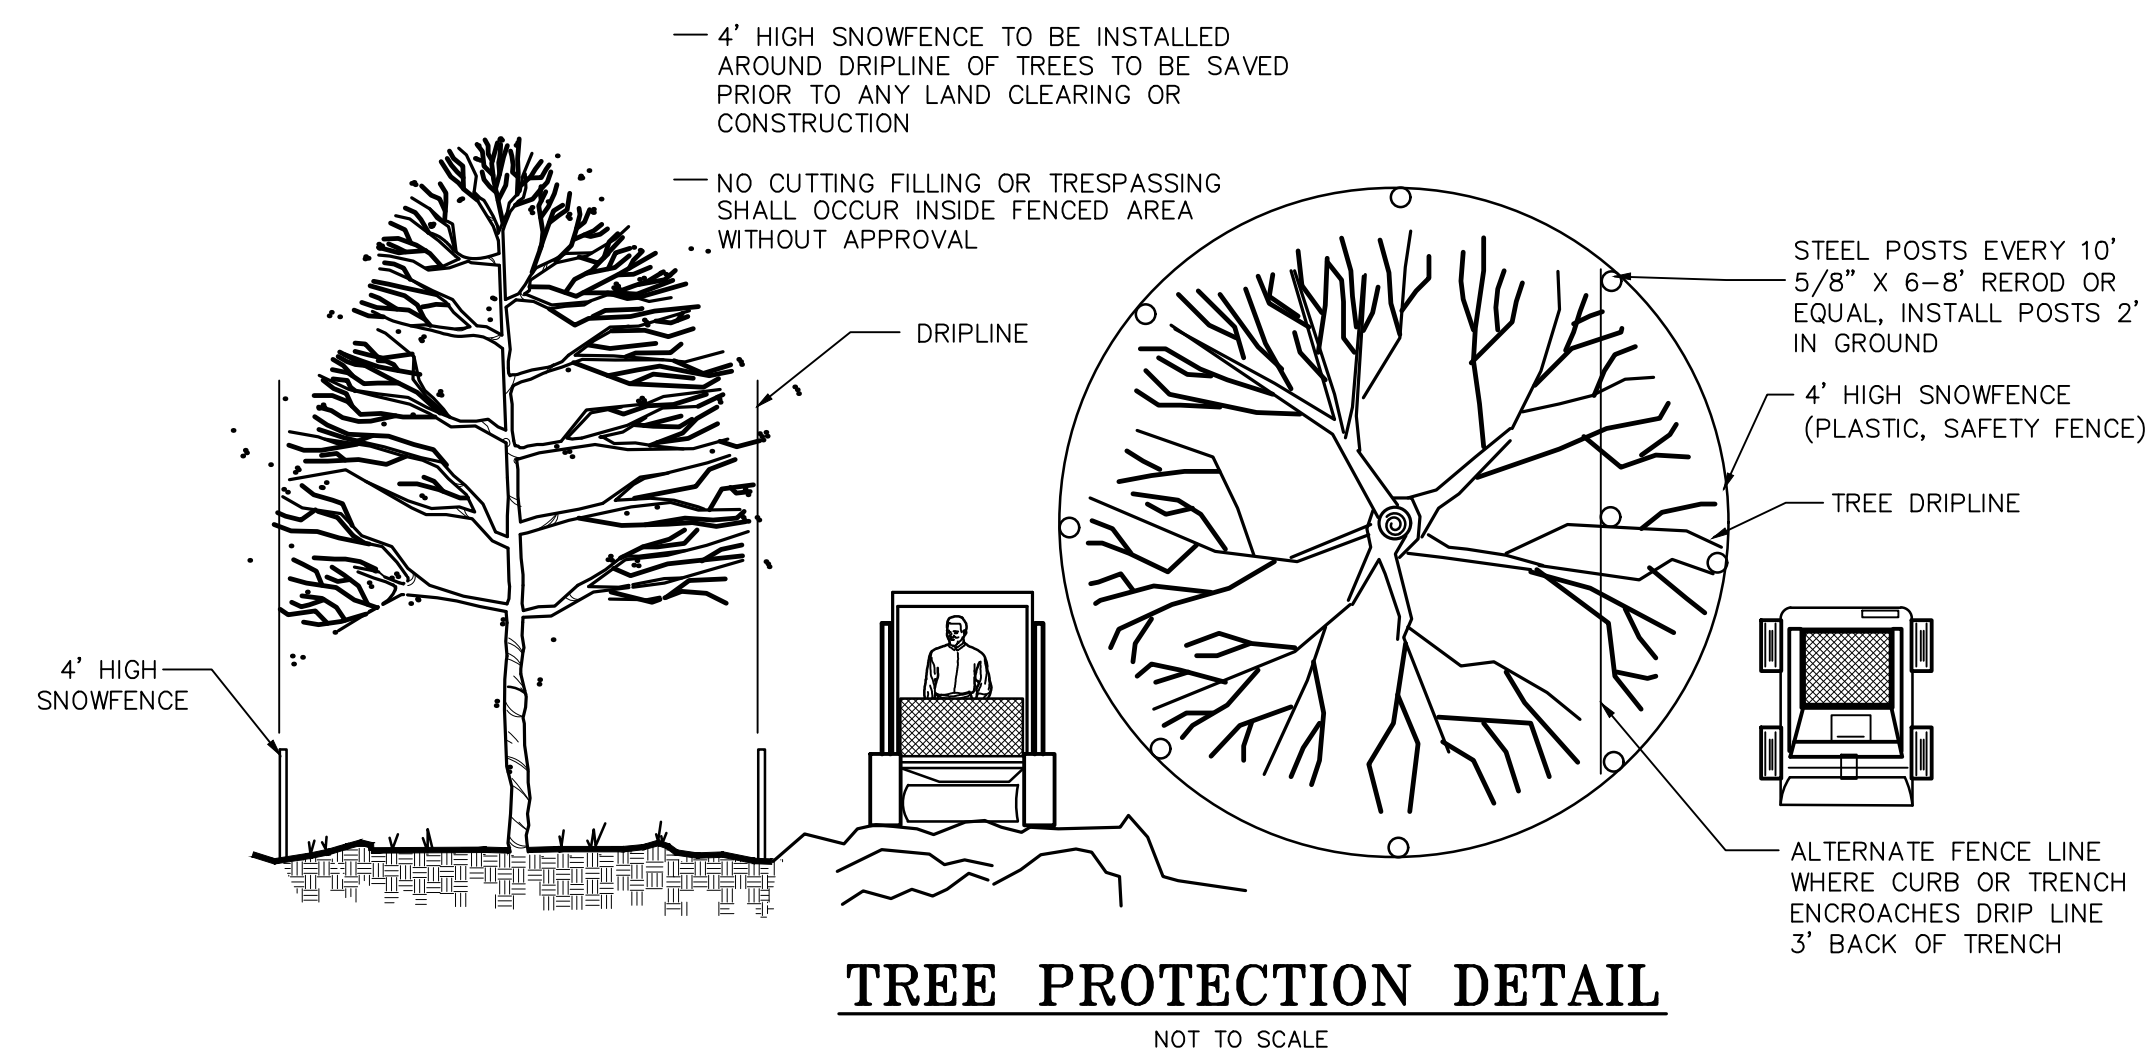 4' HIGH SNOWFENCE TO BE INSTALLED
AROUND DRIPLINE OF TREES TO BE SAVED
PRIOR TO ANY LAND CLEARING OR
CONSTRUCTION
NO CUTTING FILLING OR TRESPASSING
SHALL OCCUR INSIDE FENCED AREA
WITHOUT APPROVAL
DRIPLINE
4' HIGH
SNOWFENCE
STEEL POSTS EVERY 10'
5/8" X 6-8' REROD OR
EQUAL, INSTALL POSTS 2'
IN GROUND
4' HIGH SNOWFENCE
(PLASTIC, SAFETY FENCE)
TREE DRIPLINE
ALTERNATE FENCE LINE
WHERE CURB OR TRENCH
ENCROACHES DRIP LINE
3' BACK OF TRENCH
TREE PROTECTION DETAIL
NOT TO SCALE